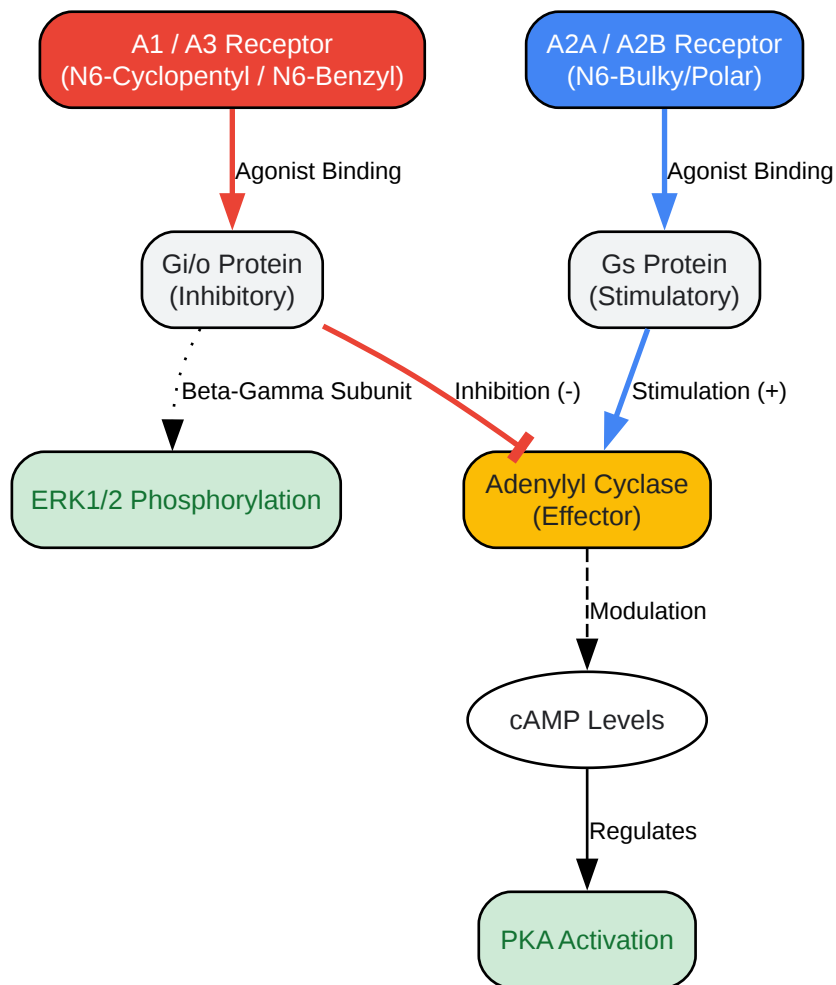 A1 / A3 Receptor
(N6-Cyclopentyl / N6-Benzyl)
A2A / A2B Receptor
(N6-Bulky/Polar)
Agonist Binding
Agonist Binding
Gi/o Protein
(Inhibitory)
Gs Protein
(Stimulatory)
Beta-Gamma Subunit
Inhibition (-)
Stimulation (+)
ERK1/2 Phosphorylation
Adenylyl Cyclase
(Effector)
Modulation
cAMP Levels
Regulates
PKA Activation